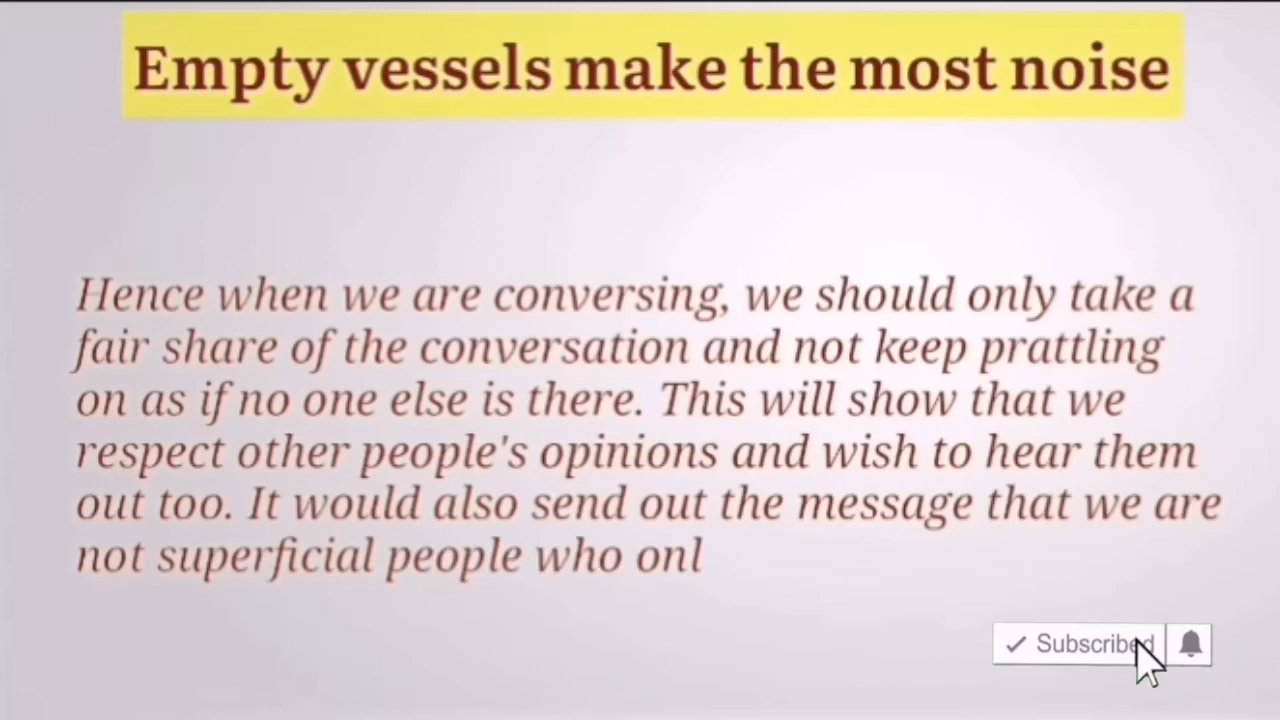 Empty vessels make the most noise
Hence when we are conversing, we should only take a
fair share of the conversation and not keep prattling
on as if no one else is there. This will show that we
respect other people's opinions and wish to hear them
out too. It would also send out the message that we are
not superficial people who onl
Subscribed